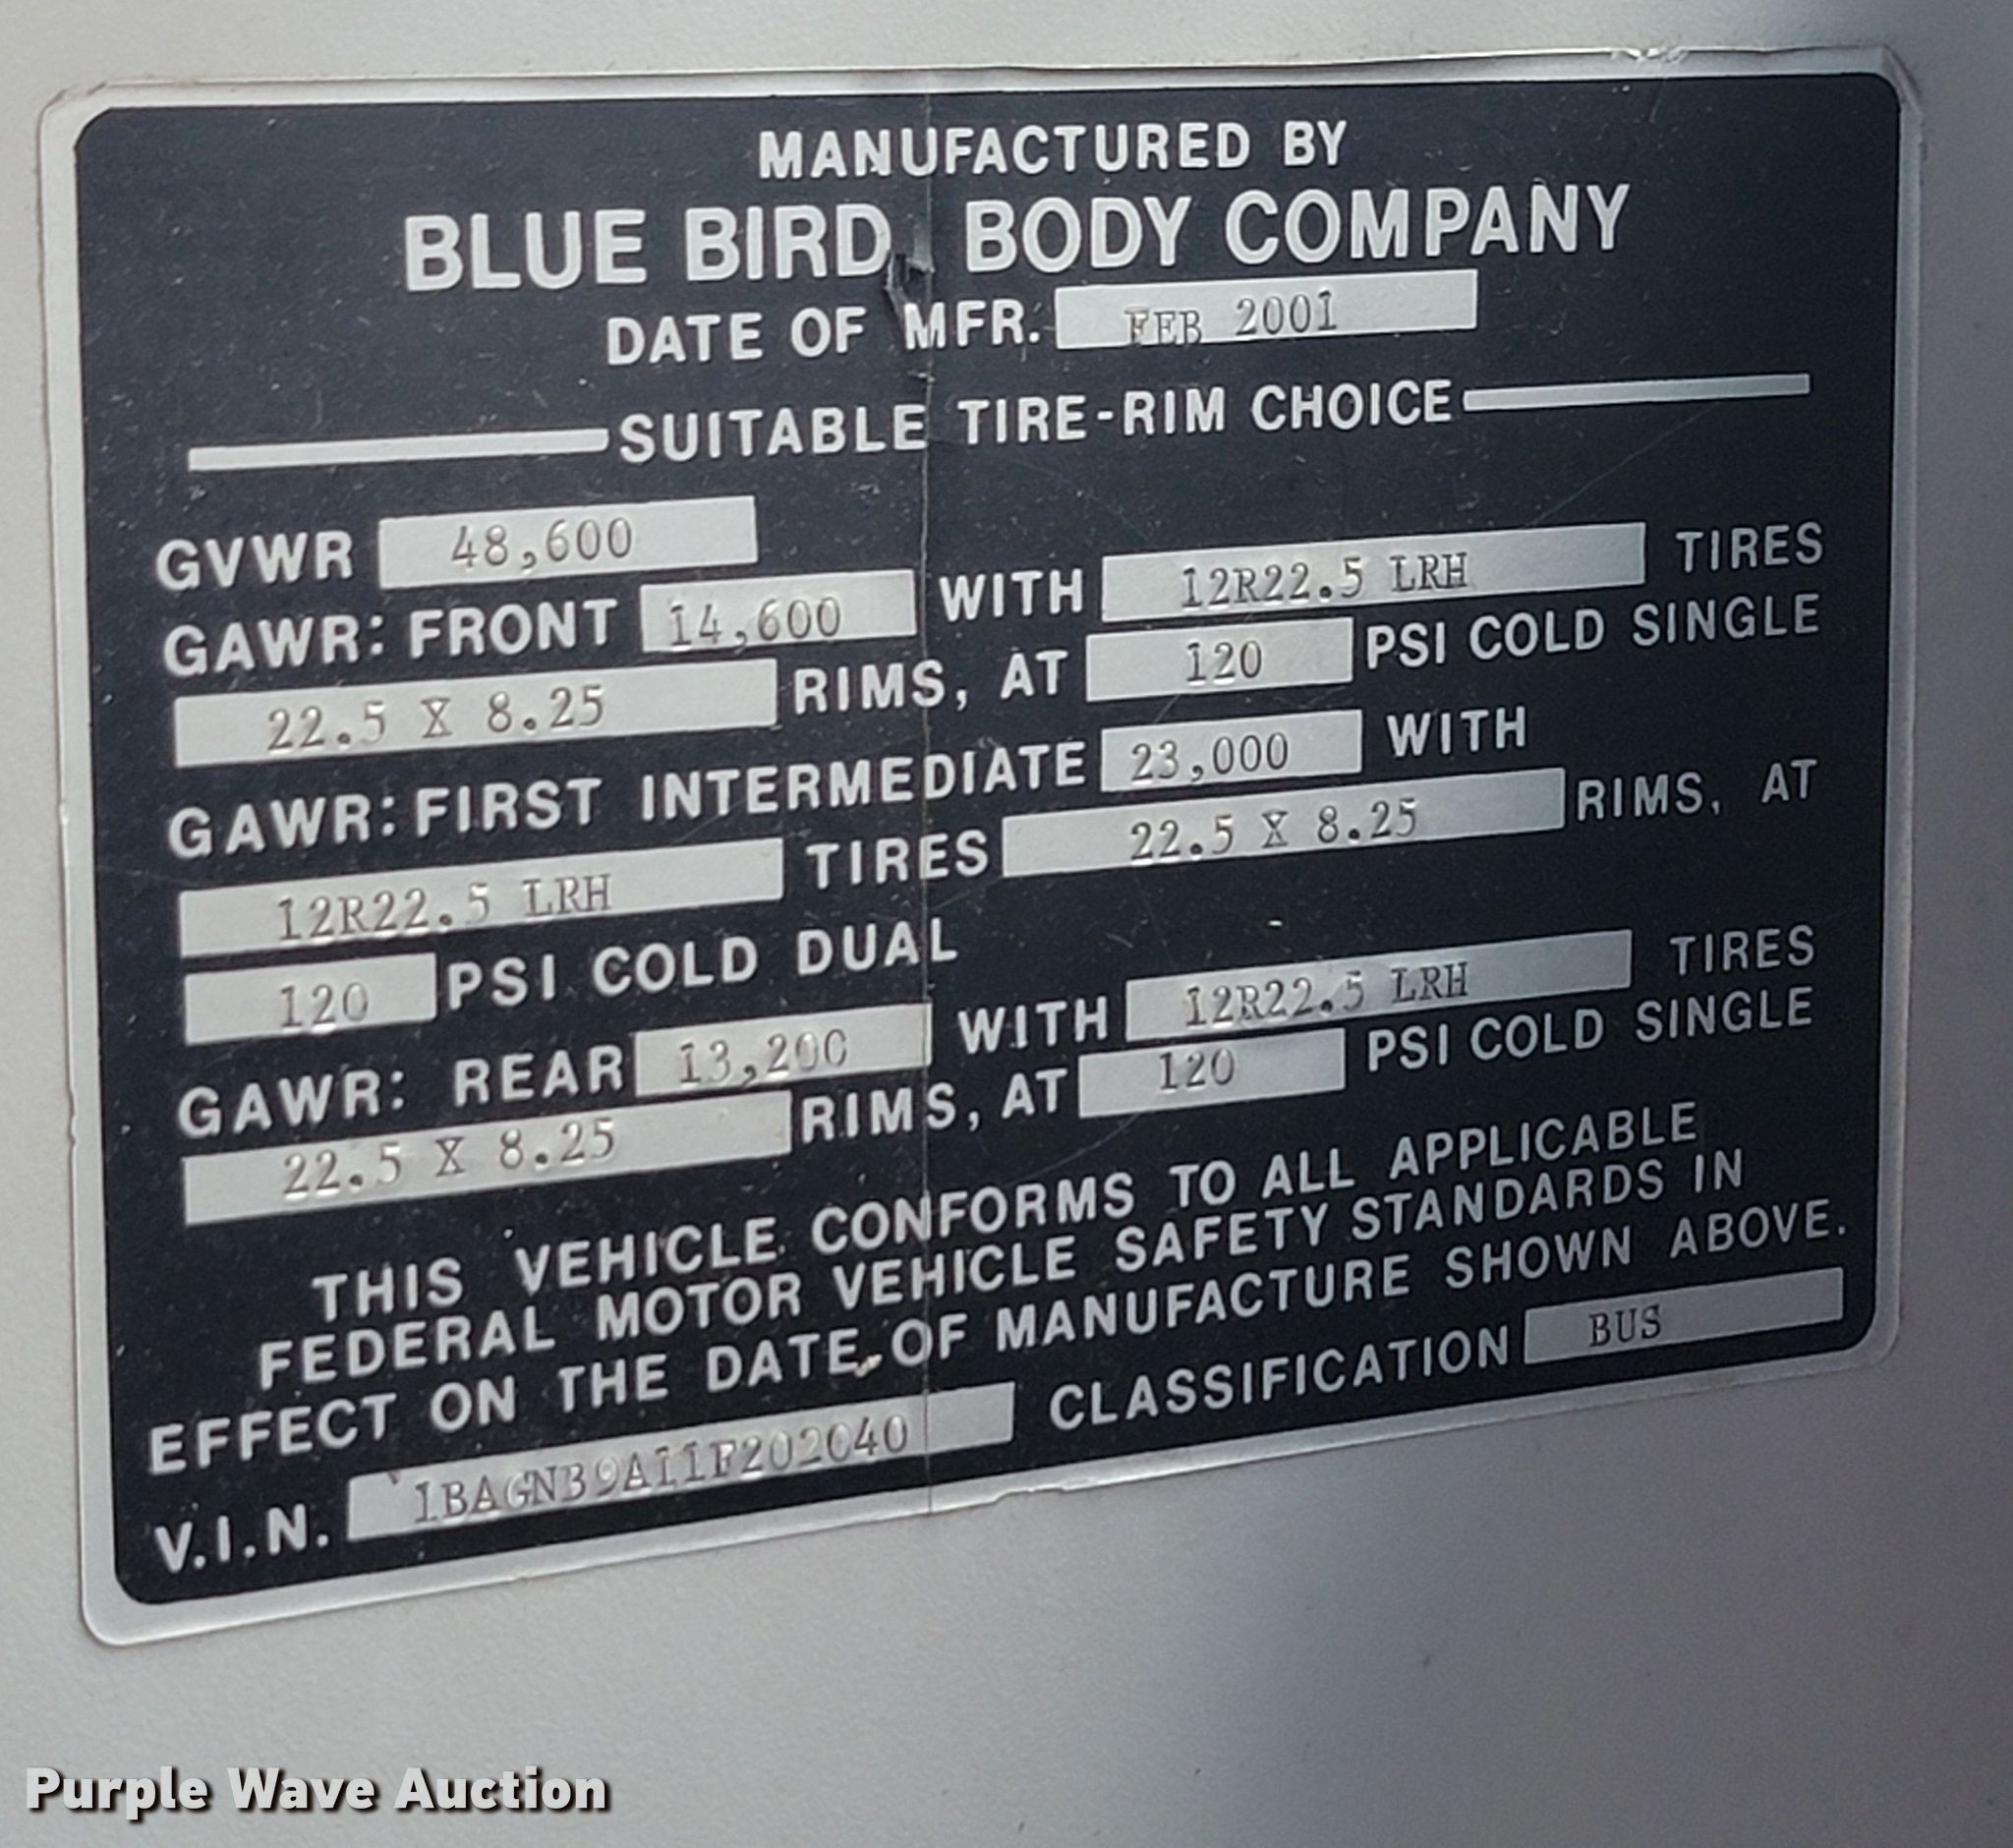 MANUFACTURED BY
BLUE BIRD BODY COMPANY
DATE OF MFR. FEB 2001
SUITABLE TIRE-RIM CHOICE
GVWR 48,600
GAWR: FRONT 14,600 WITH 12R22.5 LRH TIRES
22.5 X 8.25 RIMS, AT 120 PSI COLD SINGLE
GAWR: FIRST INTERMEDIATE 23,000 WITH
12R22.5 LRH TIRES 22.5 X 8.25 RIMS, AT
120 PSI COLD DUAL
GAWR: REAR 13,200 WITH 12R22.5 LRH TIRES
22.5 X 8.25 RIMS, AT 120 PSI COLD SINGLE
THIS VEHICLE CONFORMS TO ALL APPLICABLE
FEDERAL MOTOR VEHICLE SAFETY STANDARDS IN
EFFECT ON THE DATE OF MANUFACTURE SHOWN ABOVE.
V.I.N. 1BAGNB9A11F202040 CLASSIFICATION BUS
Purple Wave Auction